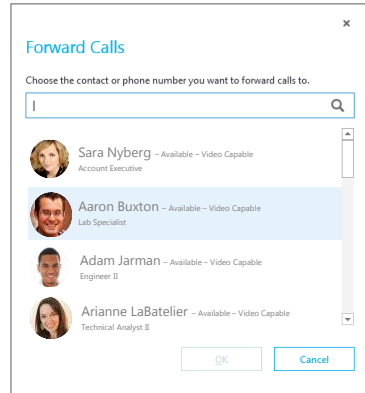 Forward Calls
Choose the contact or phone number you want to forward calls to.
Sara Nyberg – Available – Video Capable
Account Executive
Aaron Buxton – Available – Video Capable
Lab Specialist
Adam Jarman – Available – Video Capable
Engineer II
Arianne LaBatelier – Available – Video Capable
Technical Analyst II
OK Cancel